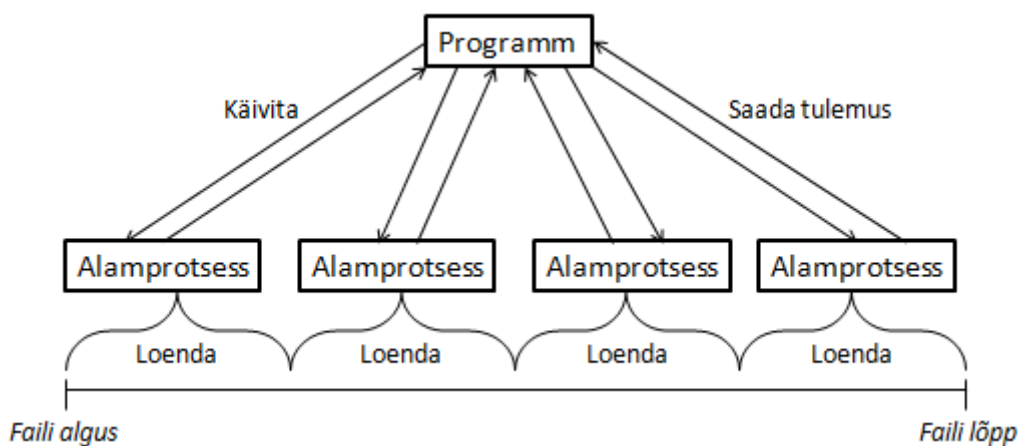 Programm
Käivita
Saada tulemus
Alamprotsess
Alamprotsess
Alamprotsess
Alamprotsess
Loenda
Loenda
Loenda
Loenda
Faili algus
Faili lõpp